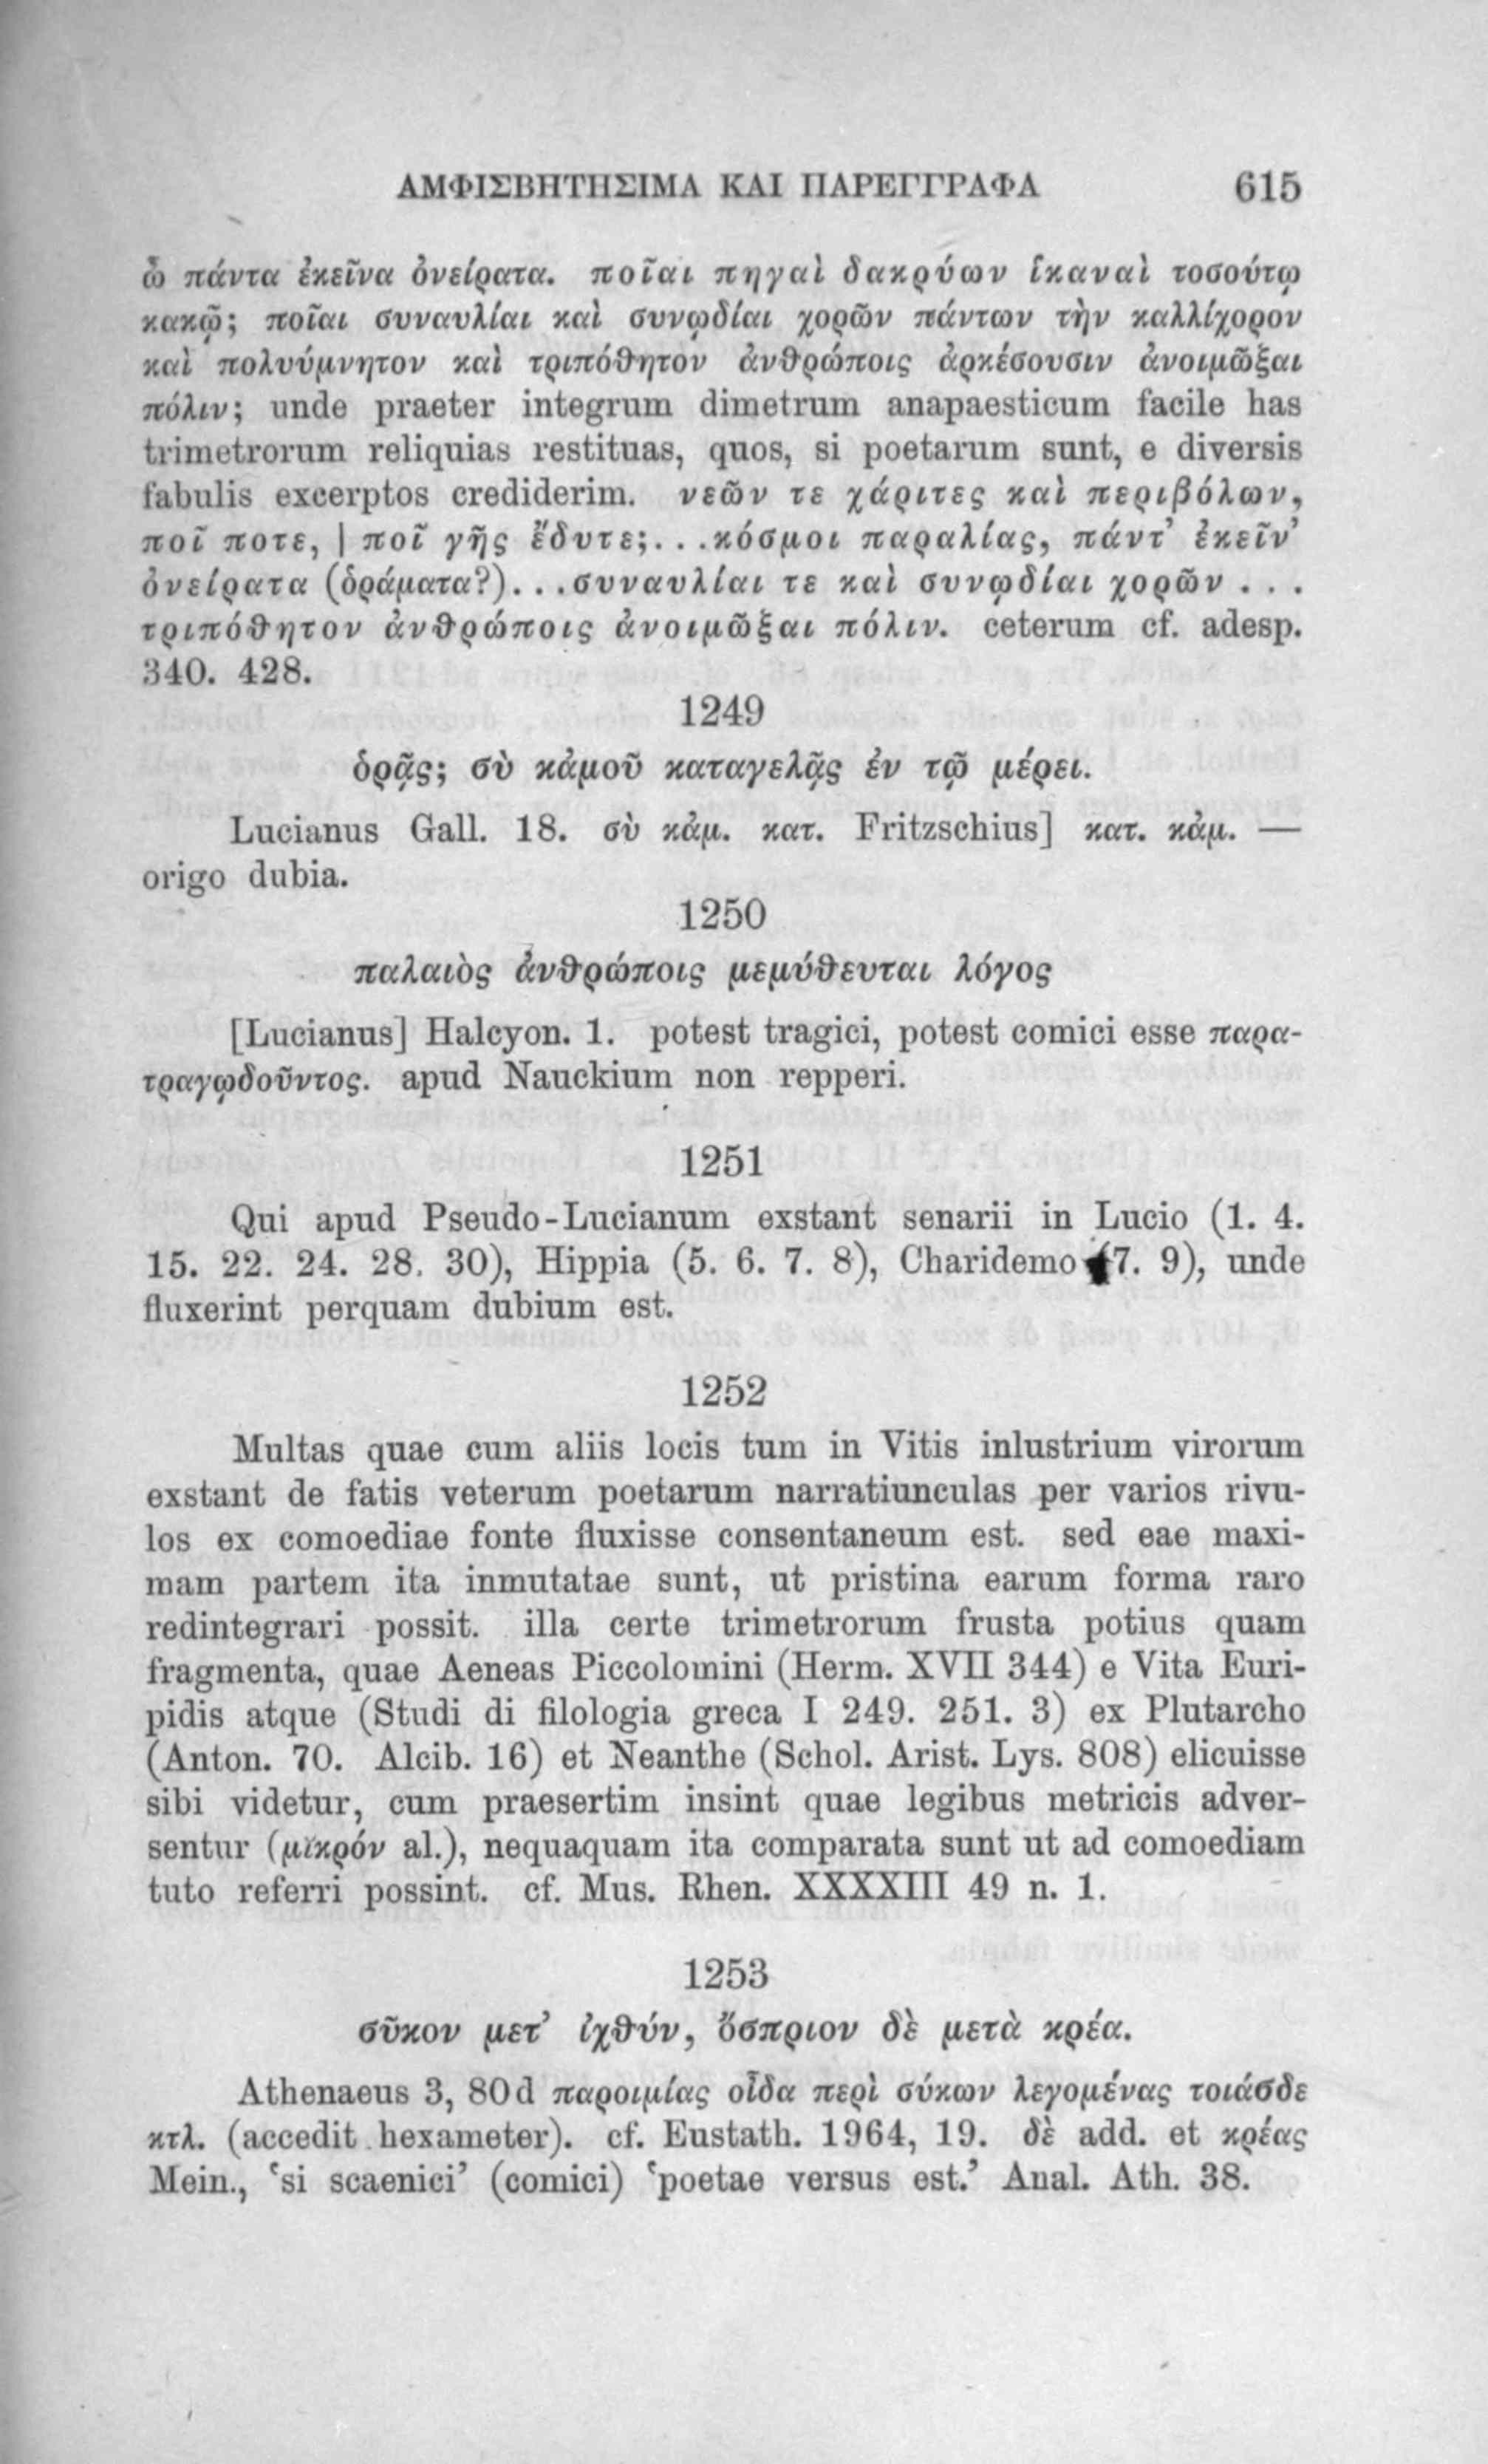 ΑΜΦΙΣΒΗΤΗΣΙΜΑ ΚΑΙ ΠΑΡΕΓΓΡΑΦΑ 615
ὢ πάντα ἐκεῖνα ὀνείρατα. ποῖαι πηγαὶ δακρύων ἱκαναὶ τοσούτῳ
κακῷ; ποῖαι συναυλίαι καὶ συνῳδίαι χορῶν πάντων τὴν καλλίχορον
καὶ πολυύμνητον καὶ τριπόθητον ἀνθρώποις ἀρκέσουσιν ἀνοιμῶξαι
πόλιν; unde praeter integrum dimetrum anapaesticum facile has
trimetrorum reliquias restituas, quos, si poetarum sunt, e diversis
fabulis excerptos crediderim. νεῶν τε χάριτες καὶ περιβόλων,
ποῖ ποτε, | ποῖ γῆς ἔδυτε;...κόσμοι παραλίας, πάντ’ ἐκεῖν’
ὀνείρατα (δράματα?)...συναυλίαι τε καὶ συνῳδίαι χορῶν ...
τριπόθητον ἀνθρώποις ἀνοιμῶξαι πόλιν. ceterum cf. adesp.
340. 428.
1249
ὁρᾷς; σὺ κἀμοῦ καταγελᾷς ἐν τῷ μέρει.
Lucianus Gall. 18. σὺ κἀμ. κατ. Fritzschius] κατ. κἀμ. —
origo dubia.
1250
παλαιὸς ἀνθρώποις μεμύθευται λόγος
[Lucianus] Halcyon. 1. potest tragici, potest comici esse παρα-
τραγῳδοῦντος. apud Nauckium non repperi.
1251
Qui apud Pseudo-Lucianum exstant senarii in Lucio (1. 4.
15. 22. 24. 28. 30), Hippia (5. 6. 7. 8), Charidemo (7. 9), unde
fluxerint perquam dubium est.
1252
Multas quae cum aliis locis tum in Vitis inlustrium virorum
exstant de fatis veterum poetarum narratiunculas per varios rivu-
los ex comoediae fonte fluxisse consentaneum est. sed eae maxi-
mam partem ita inmutatae sunt, ut pristina earum forma raro
redintegrari possit. illa certe trimetrorum frusta potius quam
fragmenta, quae Aeneas Piccolomini (Herm. XVII 344) e Vita Euri-
pidis atque (Studi di filologia greca I 249. 251. 3) ex Plutarcho
(Anton. 70. Alcib. 16) et Neanthe (Schol. Arist. Lys. 808) elicuisse
sibi videtur, cum praesertim insint quae legibus metricis adver-
sentur (μῐκρόν al.), nequaquam ita comparata sunt ut ad comoediam
tuto referri possint. cf. Mus. Rhen. XXXXIII 49 n. 1.
1253
σῦκον μετ’ ἰχθύν, ὄσπριον δὲ μετὰ κρέα.
Athenaeus 3, 80d παροιμίας οἶδα περὶ σύκων λεγομένας τοιάσδε
κτλ. (accedit hexameter). cf. Eustath. 1964, 19. δὲ add. et κρέας
Mein., ‘si scaenici’ (comici) ‘poetae versus est.’ Anal. Ath. 38.